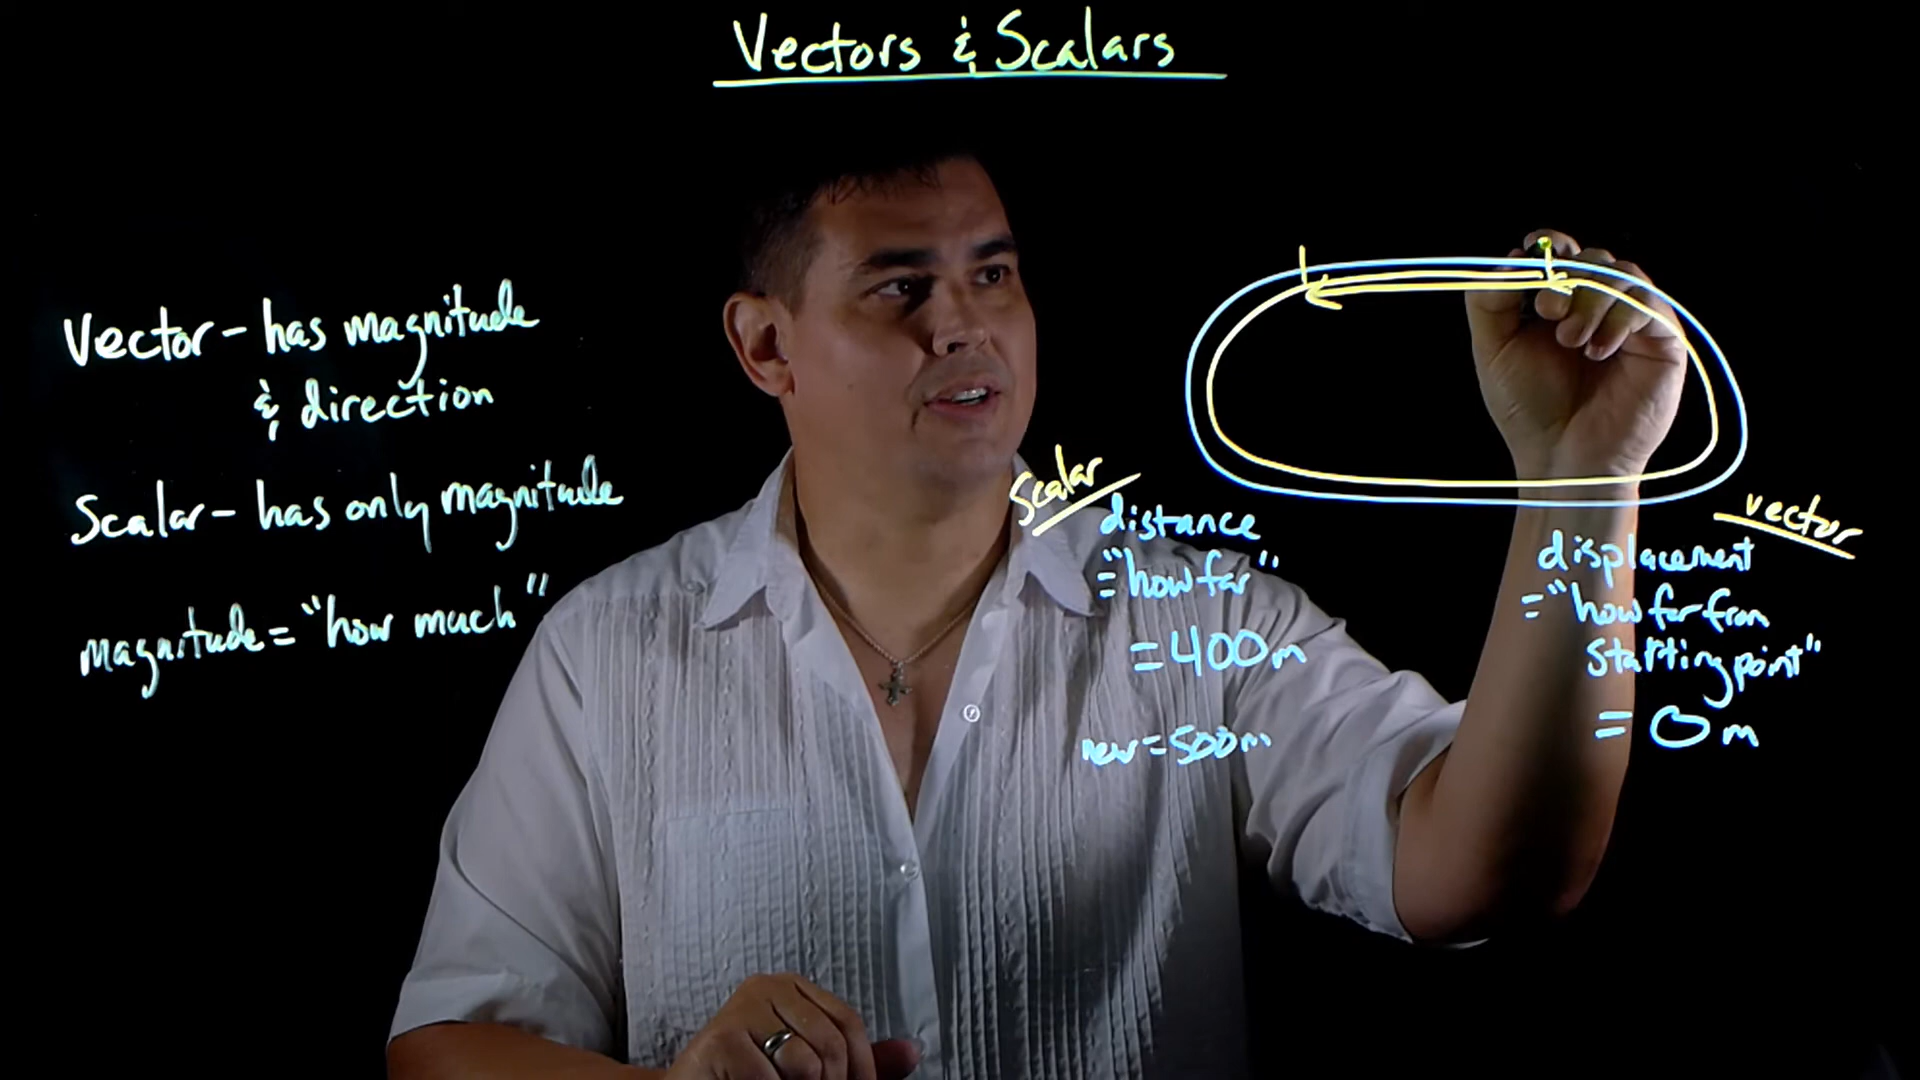 Vectors & Scalars
Vector - has magnitude
& direction
Scalar - has only magnitude
magnitude = "how much"
scalar
distance
= "how far"
= 400m
new = 500m
vector
displacement
= "how far from
starting point"
= 0 m